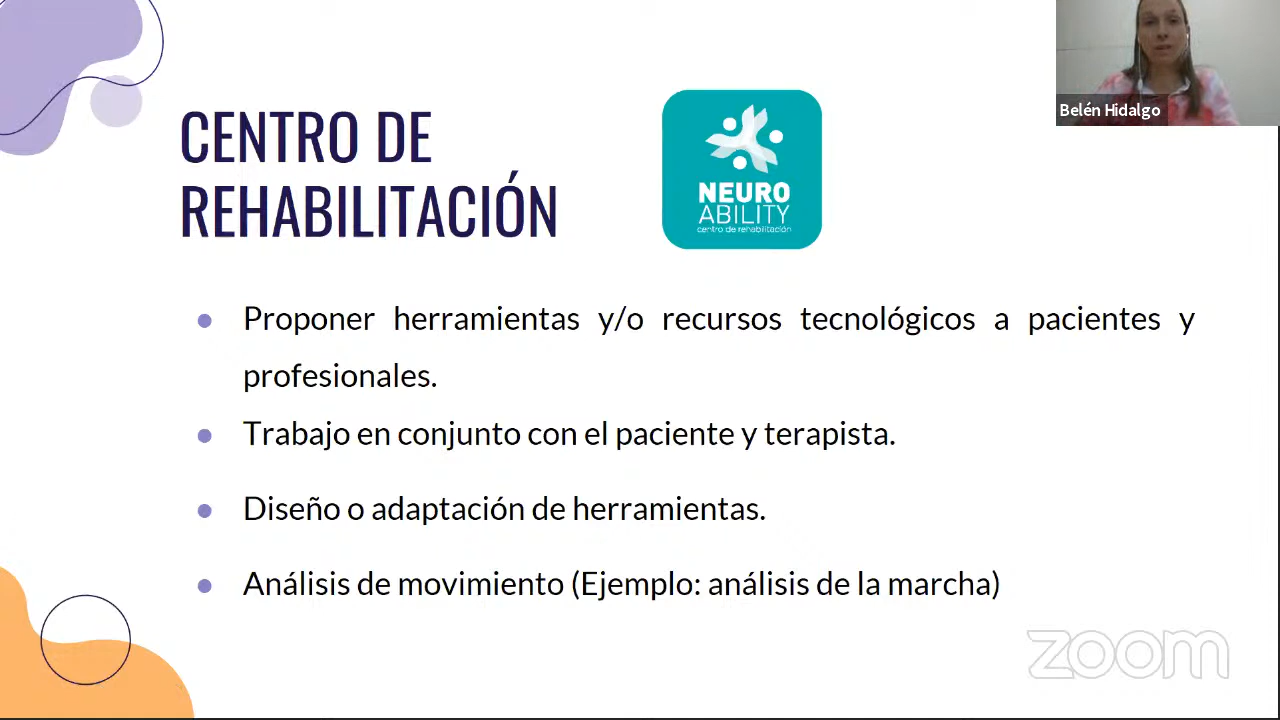 Belén Hidalgo
CENTRO DE
REHABILITACIÓN
NEURO
ABILITY
centro de rehabilitación
Proponer herramientas y/o recursos tecnológicos a pacientes y
profesionales.
Trabajo en conjunto con el paciente y terapista.
Diseño o adaptación de herramientas.
Análisis de movimiento (Ejemplo: análisis de la marcha)
zoom